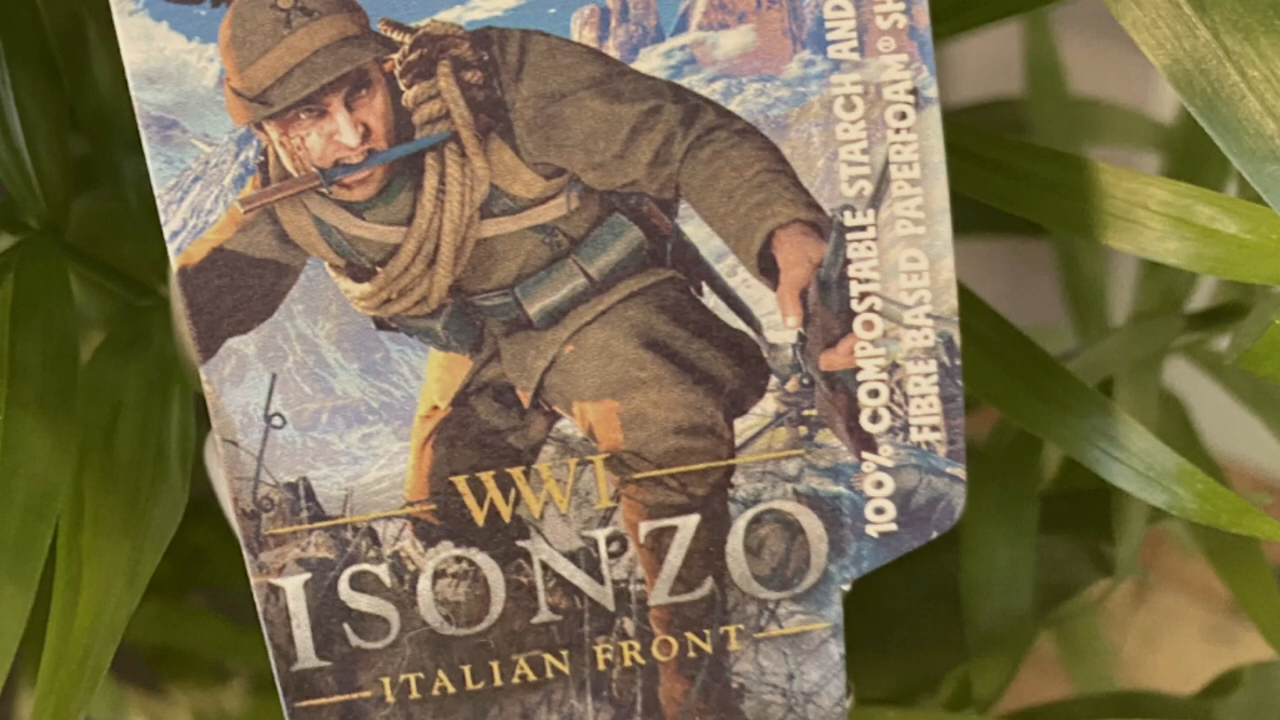 WWI
ISONZO
ITALIAN FRONT
100% COMPOSTABLE STARCH AND
FIBRE BASED PAPERFOAM®